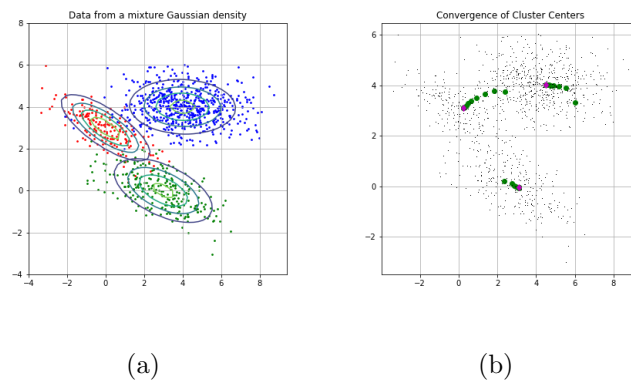 Data from a mixture Gaussian density
8
6
4
2
0
−2
−4
−4 −2 0 2 4 6 8
(a)
Convergence of Cluster Centers
6
4
2
0
−2
−2 0 2 4 6 8
(b)